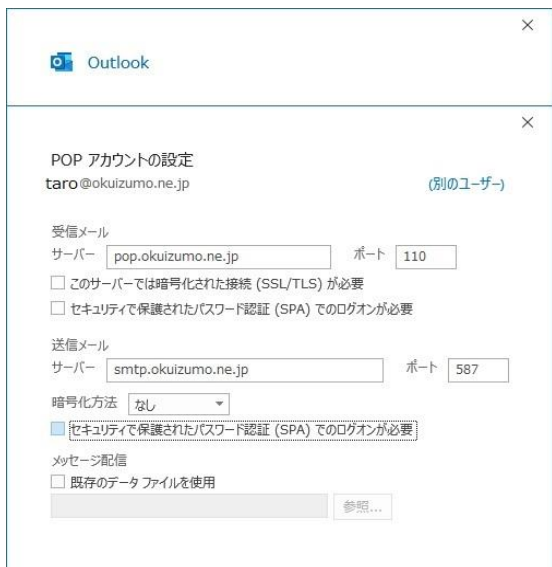 Outlook
POP アカウントの設定
taro@okuizumo.ne.jp (別のユーザー)
受信メール
サーバー pop.okuizumo.ne.jp ポート 110
このサーバーでは暗号化された接続 (SSL/TLS) が必要
セキュリティで保護されたパスワード認証 (SPA) でのログオンが必要
送信メール
サーバー smtp.okuizumo.ne.jp ポート 587
暗号化方法 なし
セキュリティで保護されたパスワード認証 (SPA) でのログオンが必要
メッセージ配信
既存のデータ ファイルを使用
参照...